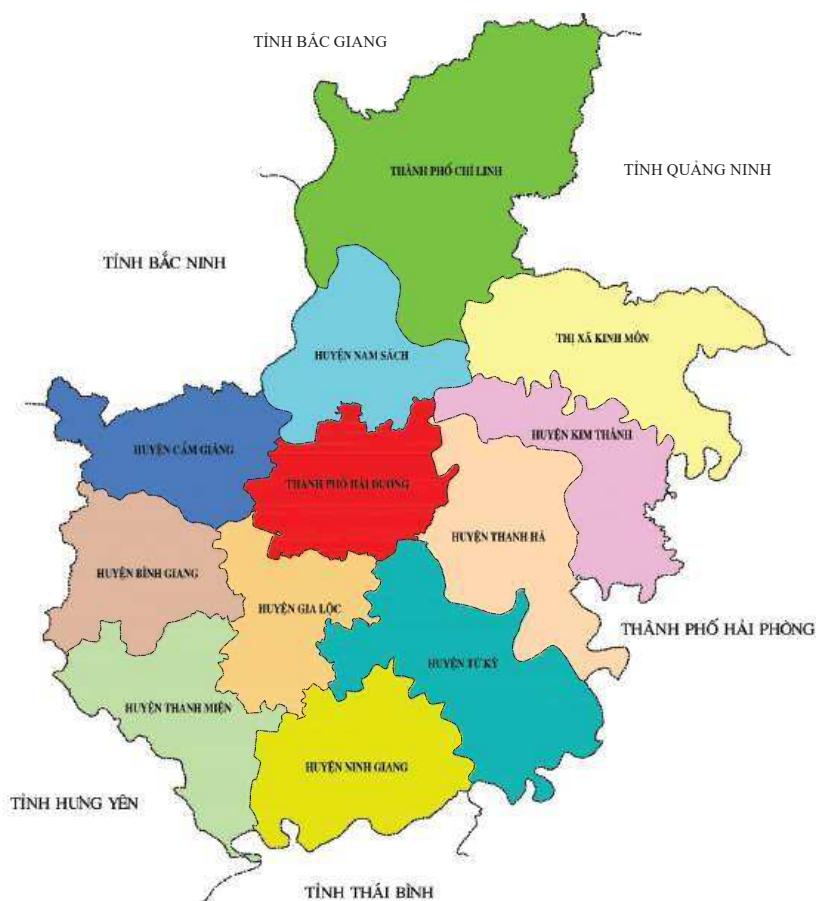 TỈNH BẮC GIANG
THÀNH PHỐ CHÍ LINH
TỈNH QUẢNG NINH
TỈNH BẮC NINH
THỊ XÃ KINH MÔN
HUYỆN NAM SÁCH
HUYỆN KIM THÀNH
HUYỆN CẨM GIÀNG
THÀNH PHỐ HẢI DƯƠNG
HUYỆN THANH HÀ
HUYỆN BÌNH GIANG
HUYỆN GIA LỘC
THÀNH PHỐ HẢI PHÒNG
HUYỆN TỨ KỲ
HUYỆN THANH MIỆN
HUYỆN NINH GIANG
TỈNH HƯNG YÊN
TỈNH THÁI BÌNH